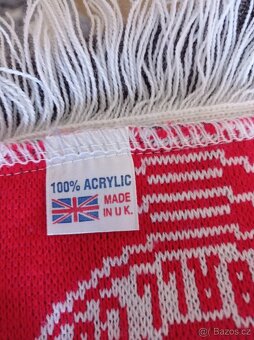 100% ACRYLIC
MADE
IN U.K.
Bazos.cz